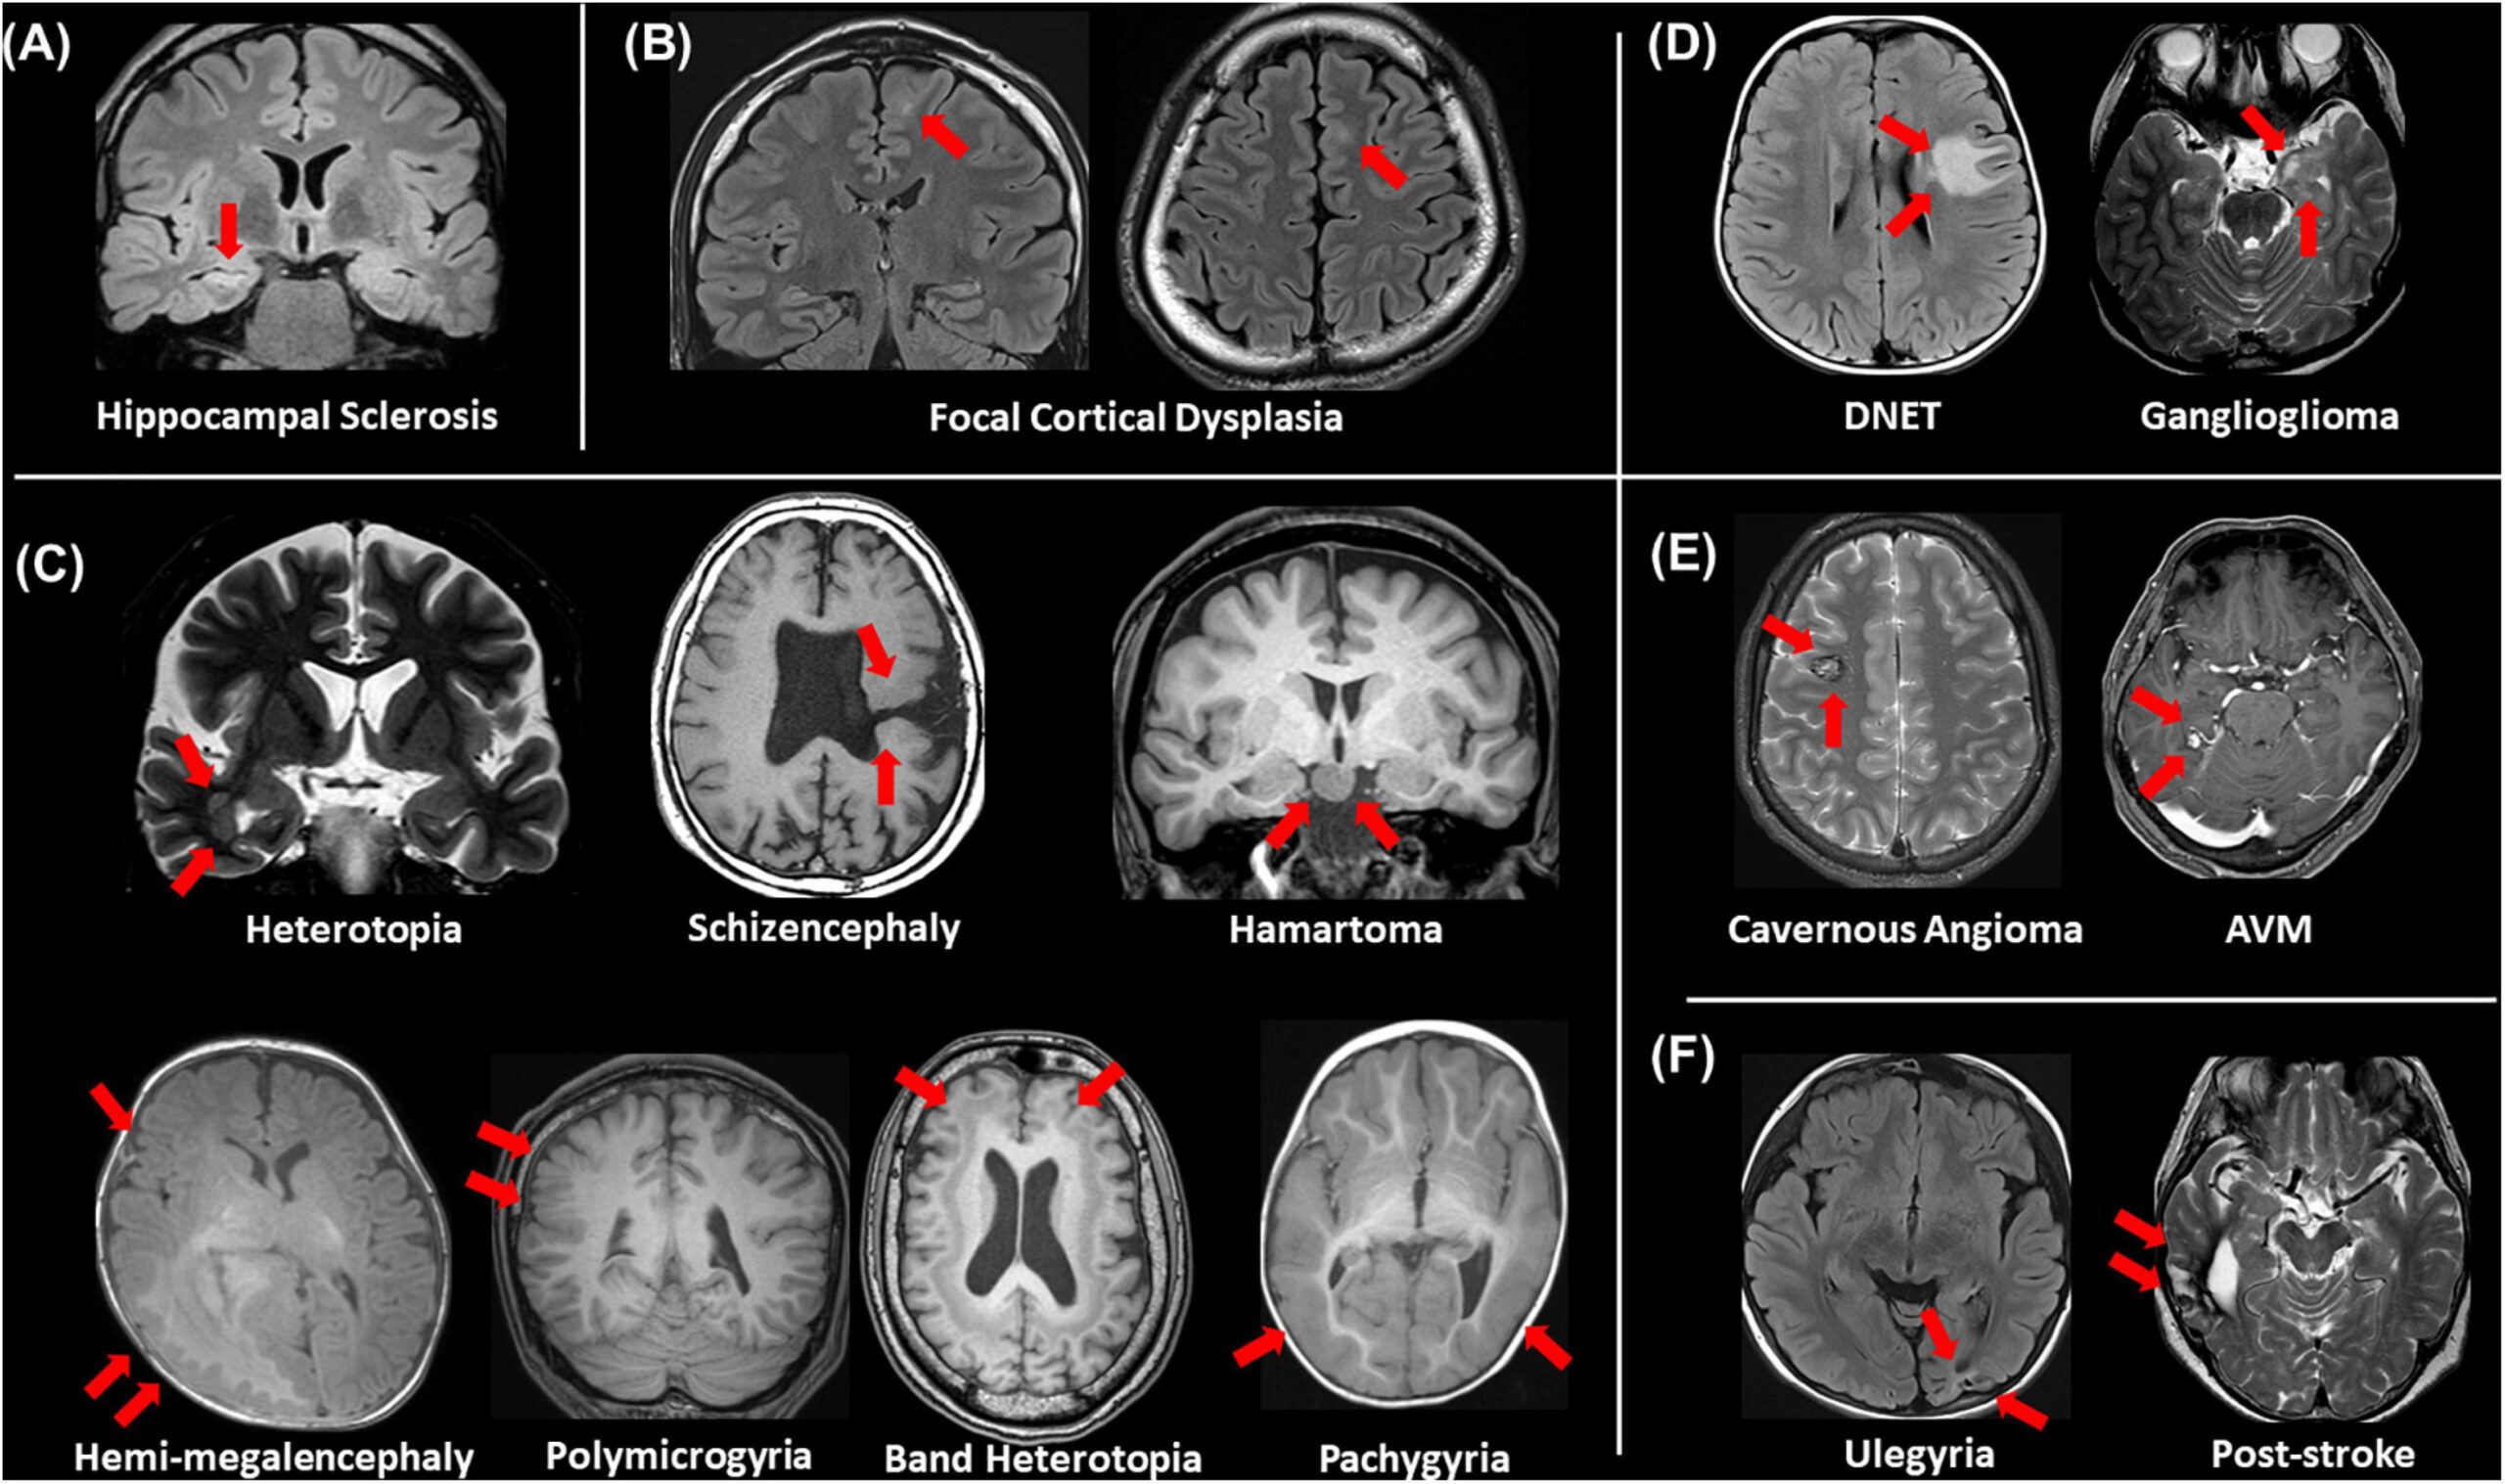 (A)
Hippocampal Sclerosis
(B)
Focal Cortical Dysplasia
(D)
DNET
Ganglioglioma
(C)
Heterotopia
Schizencephaly
Hamartoma
Hemi-megalencephaly
Polymicrogyria
Band Heterotopia
Pachygyria
(E)
Cavernous Angioma
AVM
(F)
Ulegyria
Post-stroke